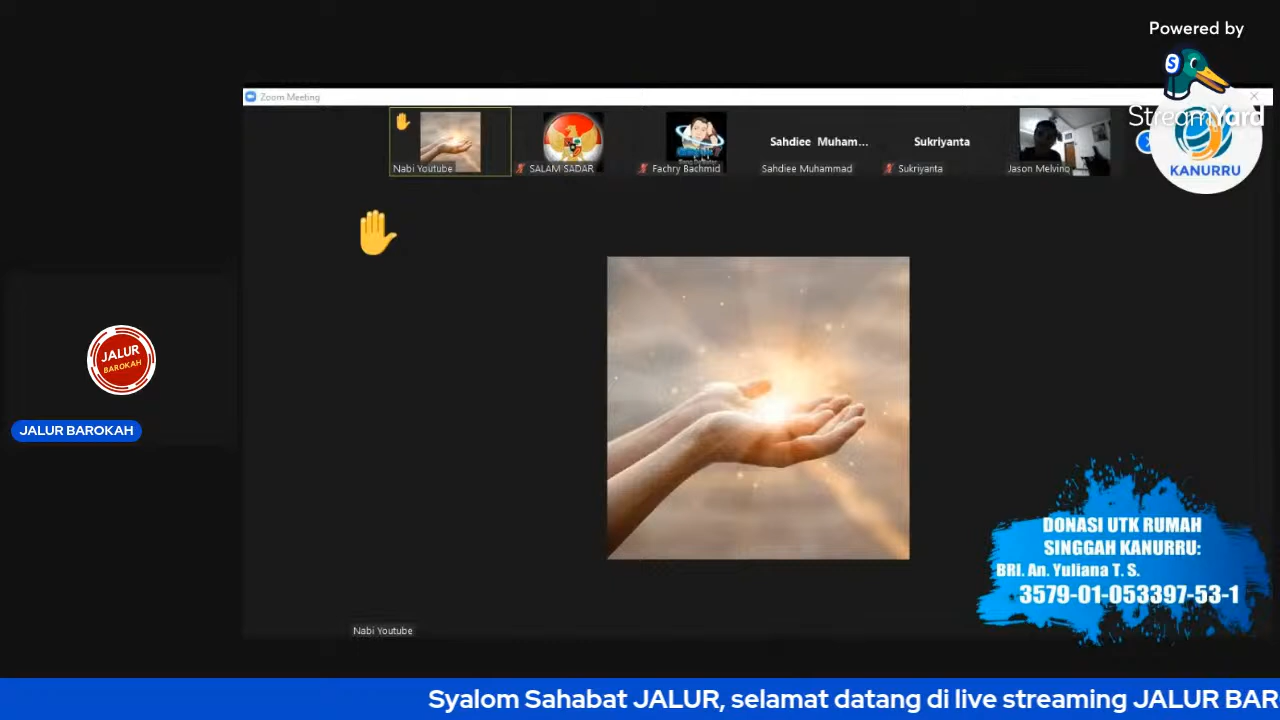 Powered by
StreamYard
KANURRU
Zoom Meeting
Nabi Youtube
SALAM SADAR
Fachry Bachmid
Sahdiee Muham...
Sahdiee Muhammad
Sukriyanta
Sukriyanta
Jason Melvino
JALUR
BAROKAH
JALUR BAROKAH
DONASI UTK RUMAH
SINGGAH KANURRU:
BRI. An. Yuliana T. S.
3579-01-053397-53-1
Nabi Youtube
Syalom Sahabat JALUR, selamat datang di live streaming JALUR BAR